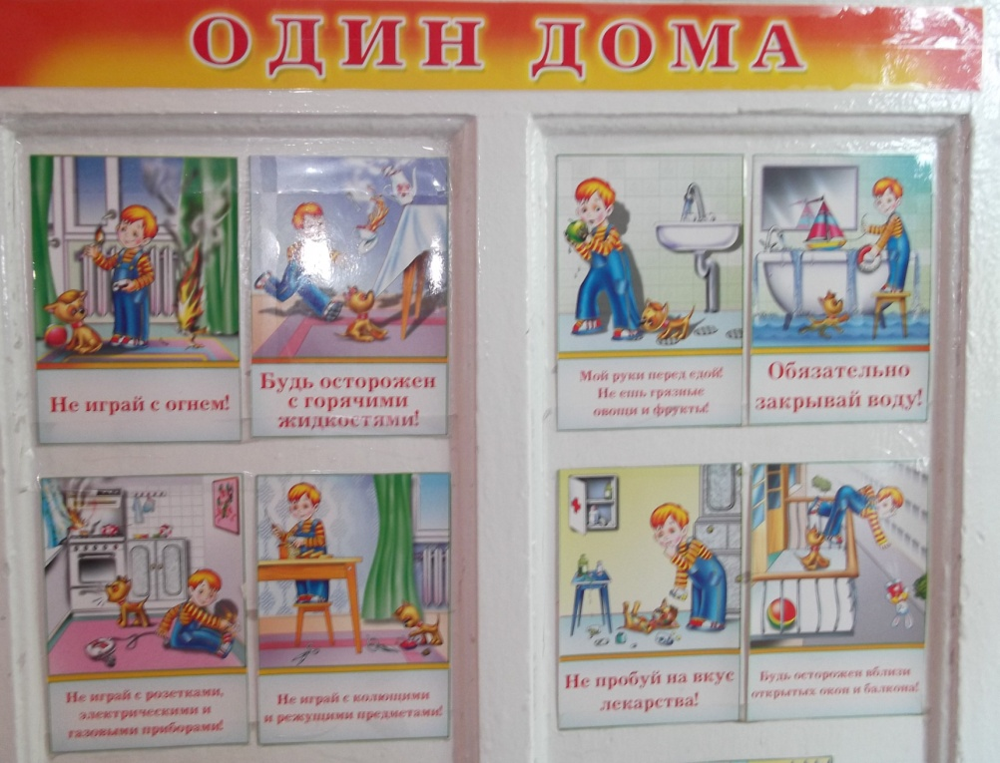 ОДИН ДОМА
Не играй с огнем!
Будь осторожен
с горячими
жидкостями!
Мой руки перед едой!
Не ешь грязные
овощи и фрукты!
Обязательно
закрывай воду!
Не играй с розетками,
электрическими и
газовыми приборами!
Не играй с колющими
и режущими предметами!
Не пробуй на вкус
лекарства!
Будь осторожен вблизи
открытых окон и балкона!